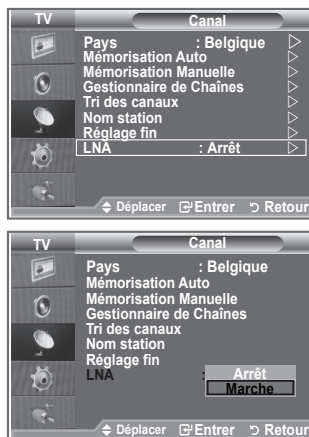 TV Canal
Pays : Belgique
Mémorisation Auto
Mémorisation Manuelle
Gestionnaire de Chaînes
Tri des canaux
Nom station
Réglage fin
LNA : Arrêt
Déplacer Entrer Retour
TV Canal
Pays : Belgique
Mémorisation Auto
Mémorisation Manuelle
Gestionnaire de Chaînes
Tri des canaux
Nom station
Réglage fin
LNA : Arrêt
Marche
Déplacer Entrer Retour